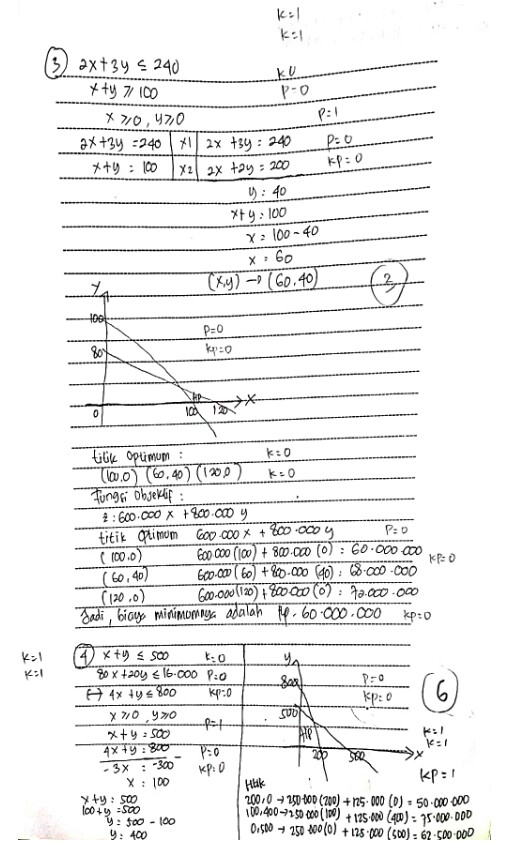 k=1
k=1
③ 2x+3y ≤ 240
x+y ≥ 100
x ≥ 0, y ≥ 0
k0
P=0
P=1
2x+3y = 240 | x1 | 2x + 3y = 240 P=0
x+y = 100 | x2 | 2x + 2y = 200 kp=0
y = 40
x+y = 100
x = 100-40
x = 60
(x,y) → (60,40)
Y
100
80
0
HP
100 120
X
P=0
kp=0
titik optimum : k=0
(100,0) (60,40) (120,0) k=0
Fungsi Objektif :
z : 600.000 x + 800.000 y
titik optimum 600.000 x + 800.000 y P=0
(100,0) 600.000 (100) + 800.000 (0) = 60.000.000 kp=0
(60,40) 600.000 (60) + 800.000 (40) = 68.000.000
(120,0) 600.000 (120) + 800.000 (0) = 72.000.000
Jadi, biaya minimumnya adalah Rp. 60.000.000 kp=0
k=1
k=1
④ x+y ≤ 500 k=0
80x+20y ≤ 16.000 P=0
(→) 4x+y ≤ 800 kp=0
x ≥ 0, y ≥ 0 P=1
x+y = 500
4x+y = 800 - P=0
-3x = -300 kp=0
x = 100
x+y = 500
100+y = 500
y = 500 - 100
y = 400
y
800
500
HP
200 500
x
P=0
kp=0
6
k=1
k=1
kp=1
200,0 → 250.000 (200) + 125.000 (0) = 50.000.000
100,400 → 250.000 (100) + 125.000 (400) = 75.000.000
0,500 → 250.000 (0) + 125.000 (500) = 62.500.000